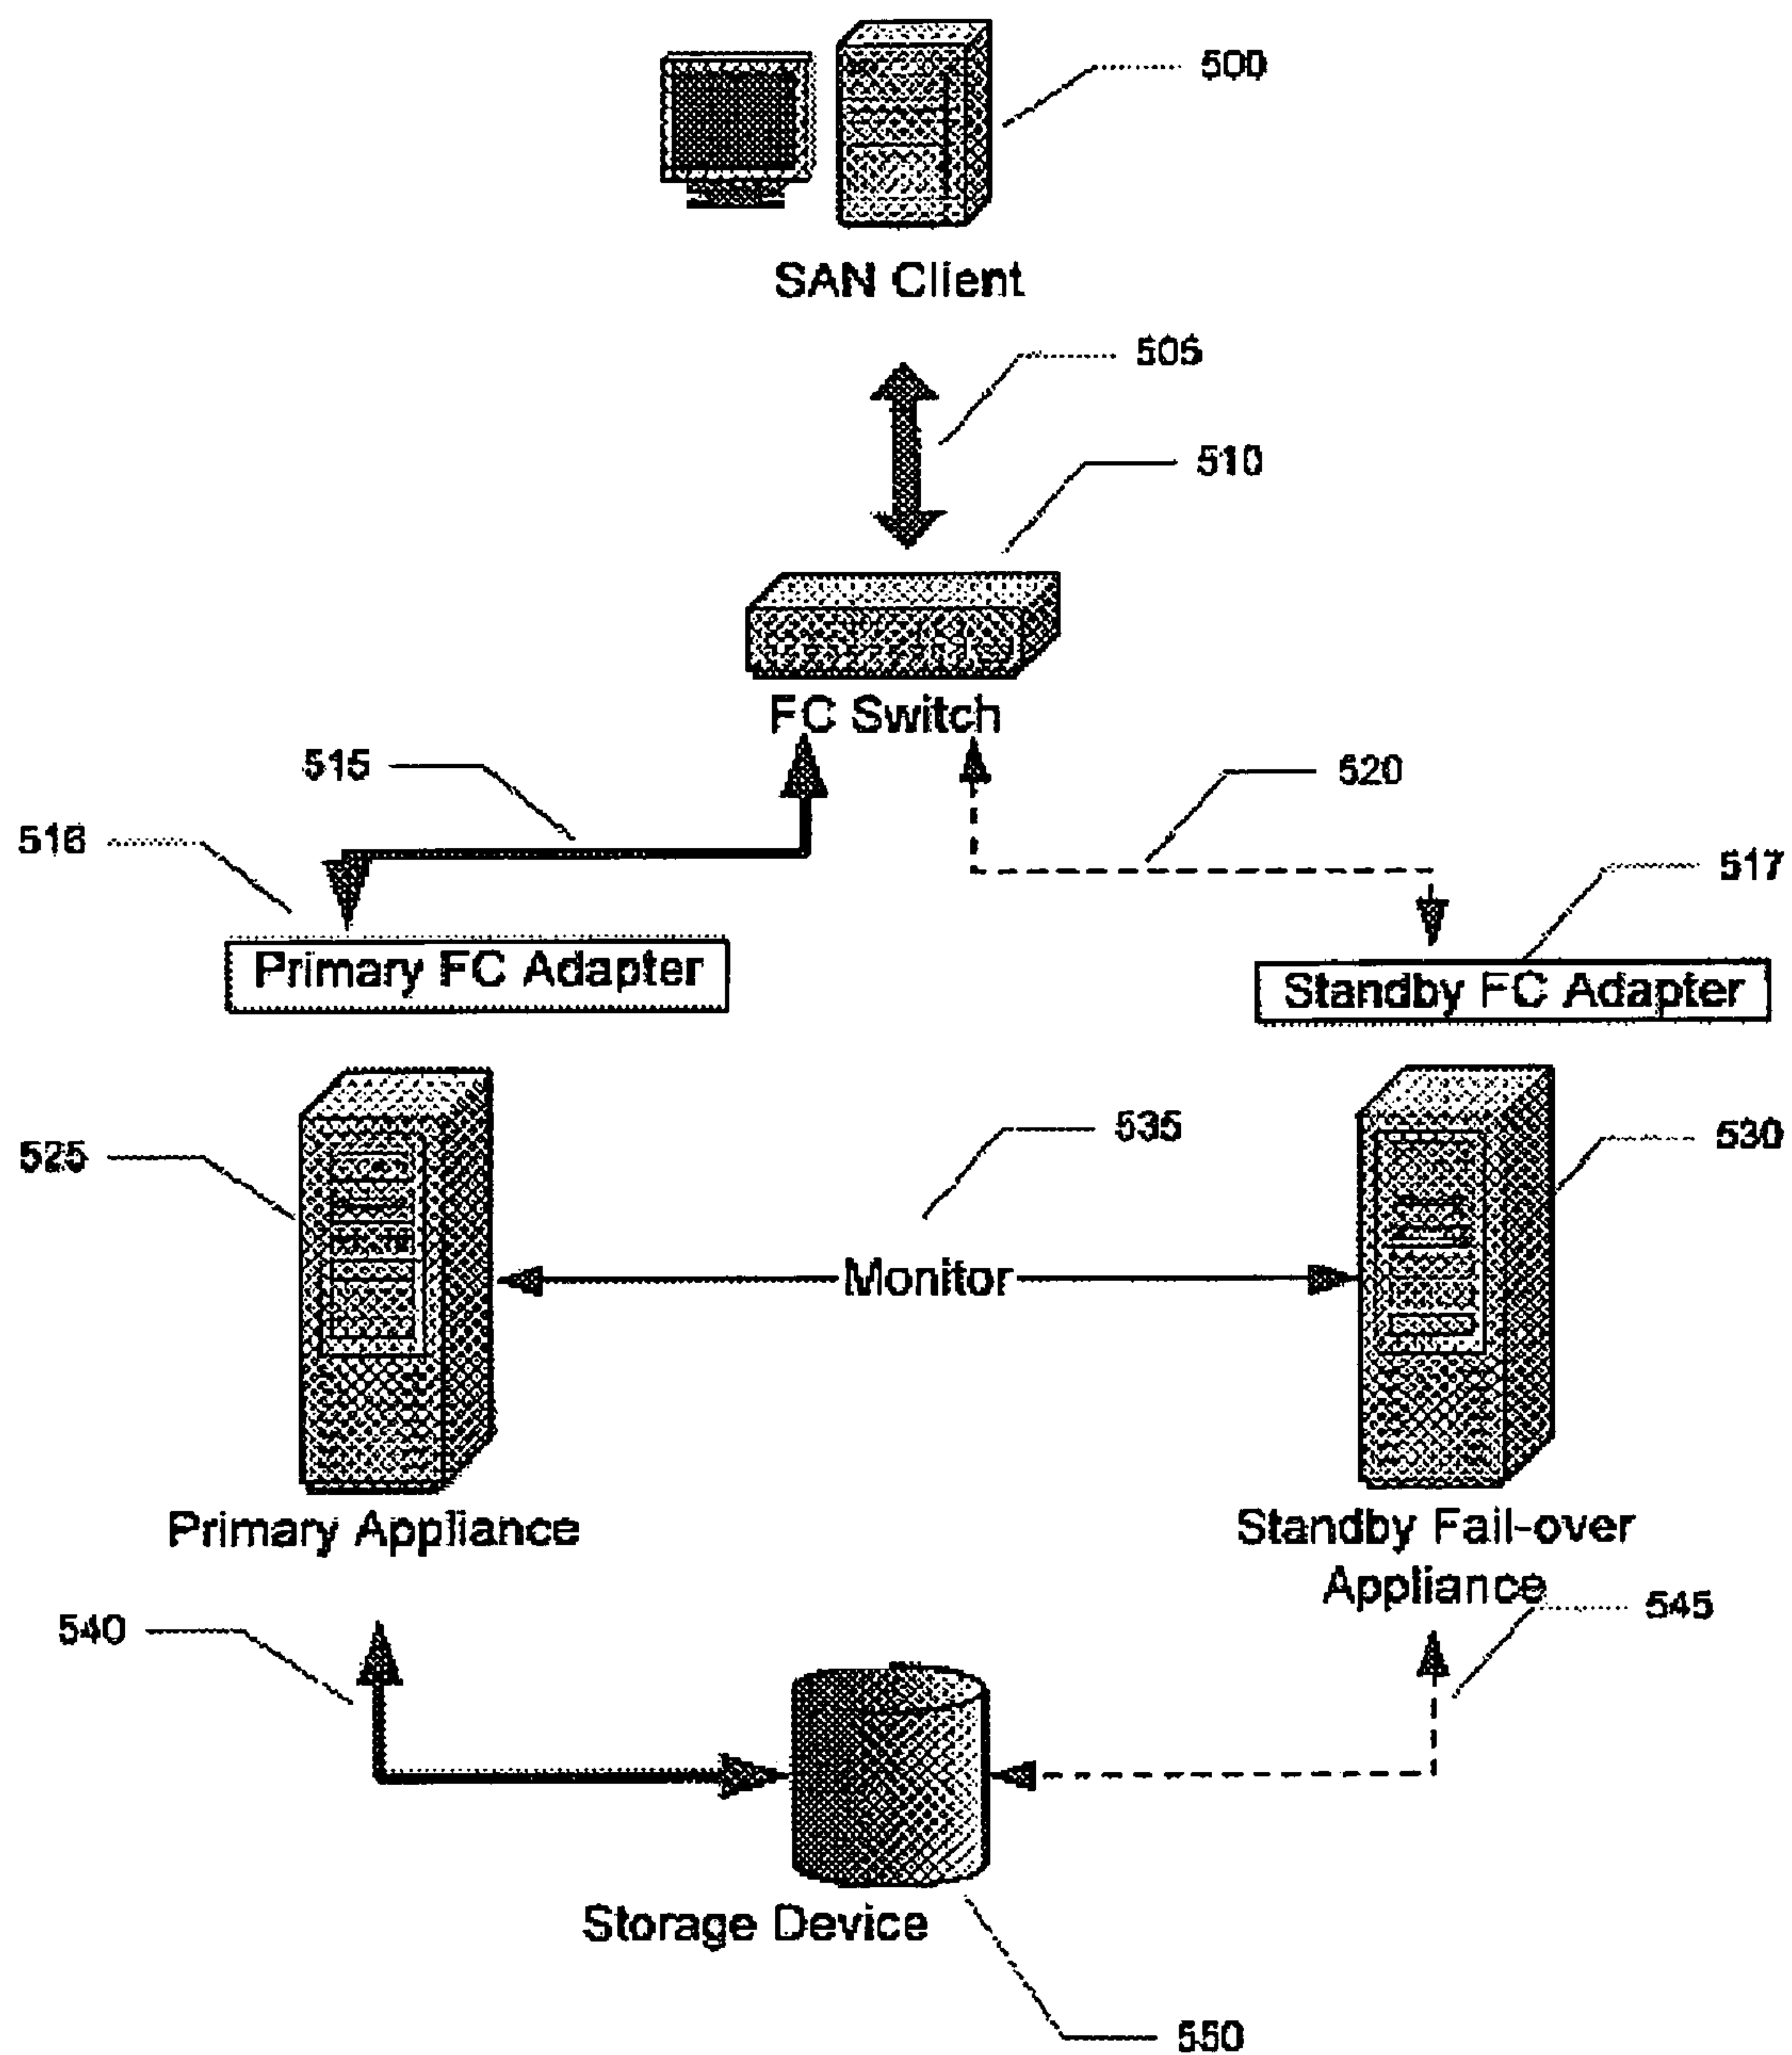 500
SAN Client
505
510
FC Switch
515
520
516
517
Primary FC Adapter
Standby FC Adapter
525
535
530
Monitor
Primary Appliance
Standby Fail-over
Appliance
540
545
Storage Device
550